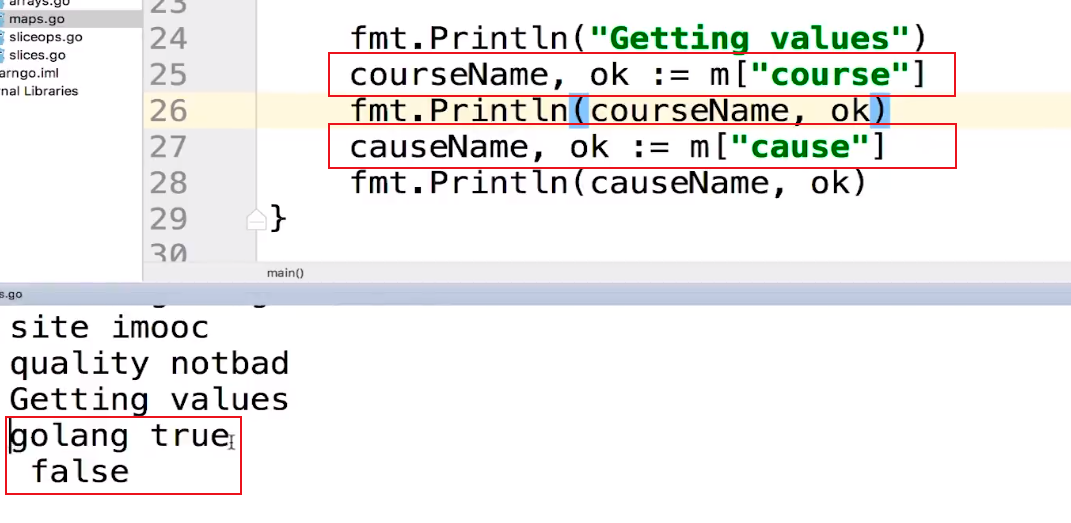 arrays.go
maps.go
sliceops.go
slices.go
arngo.iml
nal Libraries
23
24 fmt.Println("Getting values")
25 courseName, ok := m["course"]
26 fmt.Println(courseName, ok)
27 causeName, ok := m["cause"]
28 fmt.Println(causeName, ok)
29 }
30
main()
s.go
site imooc
quality notbad
Getting values
golang true
false